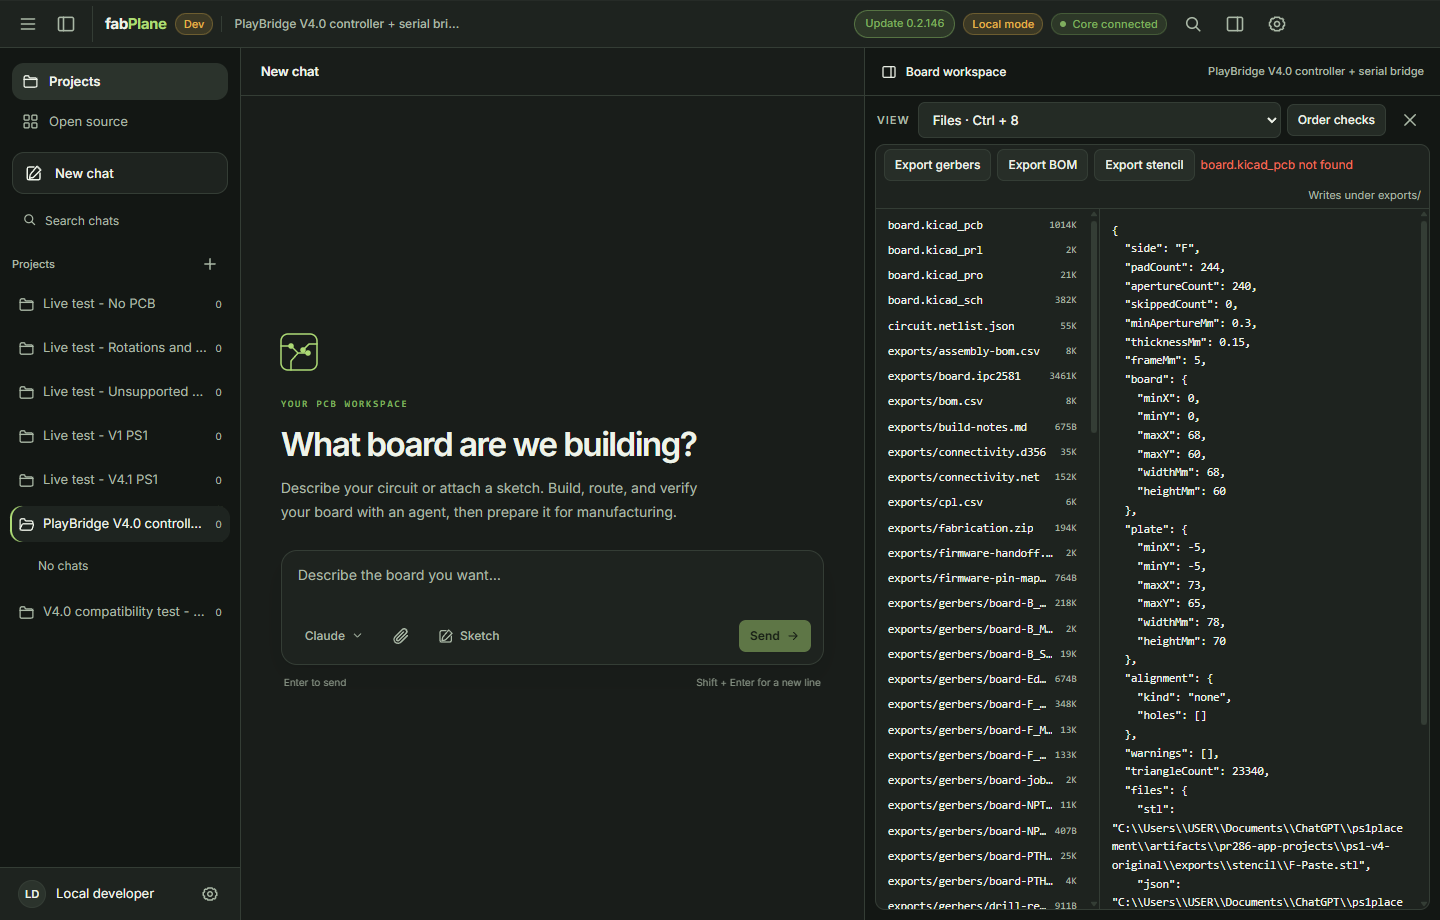 fabPlane Dev PlayBridge V4.0 controller + serial bri... Update 0.2.146 Local mode Core connected
Projects
Open source
New chat
Search chats
Projects
Live test - No PCB 0
Live test - Rotations and ... 0
Live test - Unsupported ... 0
Live test - V1 PS1 0
Live test - V4.1 PS1 0
PlayBridge V4.0 controll... 0
No chats
V4.0 compatibility test - ... 0
LD Local developer
New chat
YOUR PCB WORKSPACE
What board are we building?
Describe your circuit or attach a sketch. Build, route, and verify
your board with an agent, then prepare it for manufacturing.
Describe the board you want...
Claude Sketch Send
Enter to send Shift + Enter for a new line
Board workspace PlayBridge V4.0 controller + serial bridge
VIEW Files · Ctrl + 8 Order checks
Export gerbers Export BOM Export stencil board.kicad_pcb not found
Writes under exports/
board.kicad_pcb 1014K
board.kicad_prl 2K
board.kicad_pro 21K
board.kicad_sch 382K
circuit.netlist.json 55K
exports/assembly-bom.csv 8K
exports/board.ipc2581 3461K
exports/bom.csv 8K
exports/build-notes.md 675B
exports/connectivity.d356 35K
exports/connectivity.net 152K
exports/cpl.csv 6K
exports/fabrication.zip 194K
exports/firmware-handoff.... 2K
exports/firmware-pin-map... 764B
exports/gerbers/board-B_... 218K
exports/gerbers/board-B_M... 2K
exports/gerbers/board-B_S... 19K
exports/gerbers/board-Ed... 674B
exports/gerbers/board-F_... 348K
exports/gerbers/board-F_M... 13K
exports/gerbers/board-F_... 133K
exports/gerbers/board-job... 2K
exports/gerbers/board-NPT... 11K
exports/gerbers/board-NP... 407B
exports/gerbers/board-PTH... 25K
exports/gerbers/board-PTH... 4K
exports/gerbers/drill-re... 911B
{
"side": "F",
"padCount": 244,
"apertureCount": 240,
"skippedCount": 0,
"minApertureMm": 0.3,
"thicknessMm": 0.15,
"frameMm": 5,
"board": {
"minX": 0,
"minY": 0,
"maxX": 68,
"maxY": 60,
"widthMm": 68,
"heightMm": 60
},
"plate": {
"minX": -5,
"minY": -5,
"maxX": 73,
"maxY": 65,
"widthMm": 78,
"heightMm": 70
},
"alignment": {
"kind": "none",
"holes": []
},
"warnings": [],
"triangleCount": 23340,
"files": {
"stl":
"C:\\Users\\USER\\Documents\\ChatGPT\\ps1place
ment\\artifacts\\pr286-app-projects\\ps1-v4-
original\\exports\\stencil\\F-Paste.stl",
"json":
"C:\\Users\\USER\\Documents\\ChatGPT\\ps1place